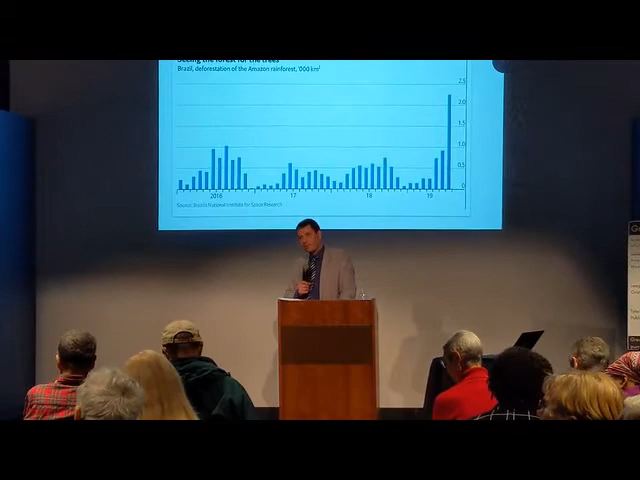 Seeing the forest for the trees
Brazil, deforestation of the Amazon rainforest, '000 km²
2.5
2.0
1.5
1.0
0.5
0
2016 17 18 19
Source: Brazil's National Institute for Space Research